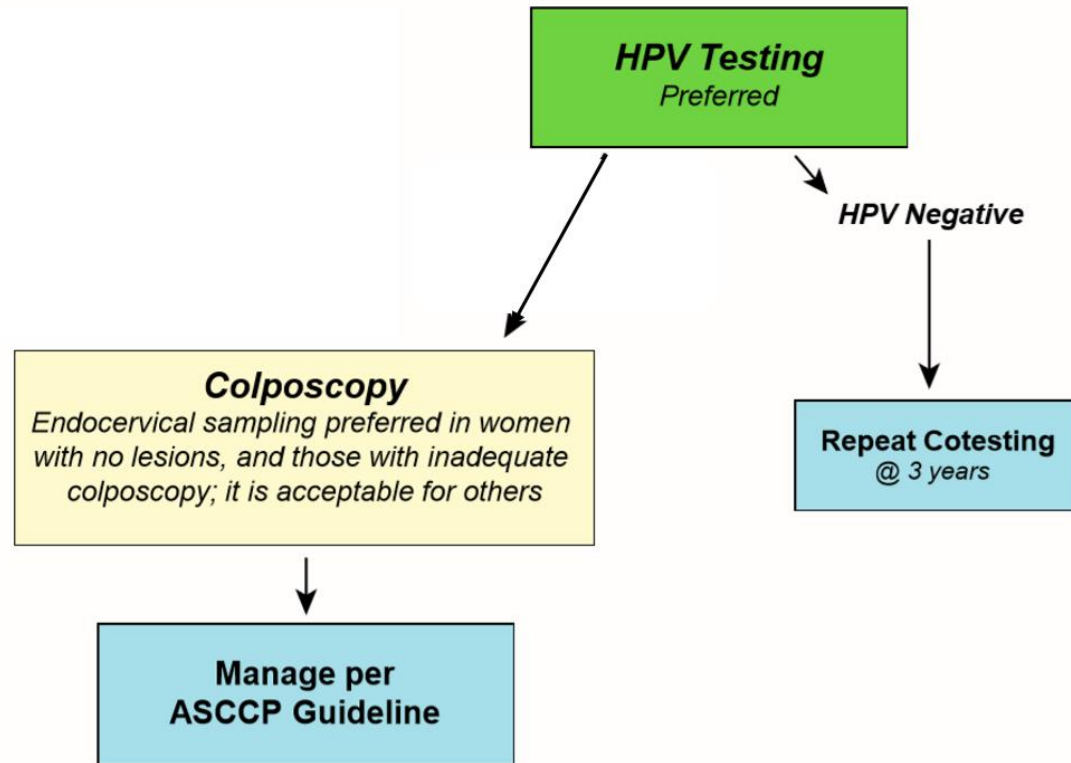 HPV Testing
Preferred
HPV Negative
Colposcopy
Endocervical sampling preferred in women
with no lesions, and those with inadequate
colposcopy; it is acceptable for others
Repeat Cotesting
@ 3 years
Manage per
ASCCP Guideline